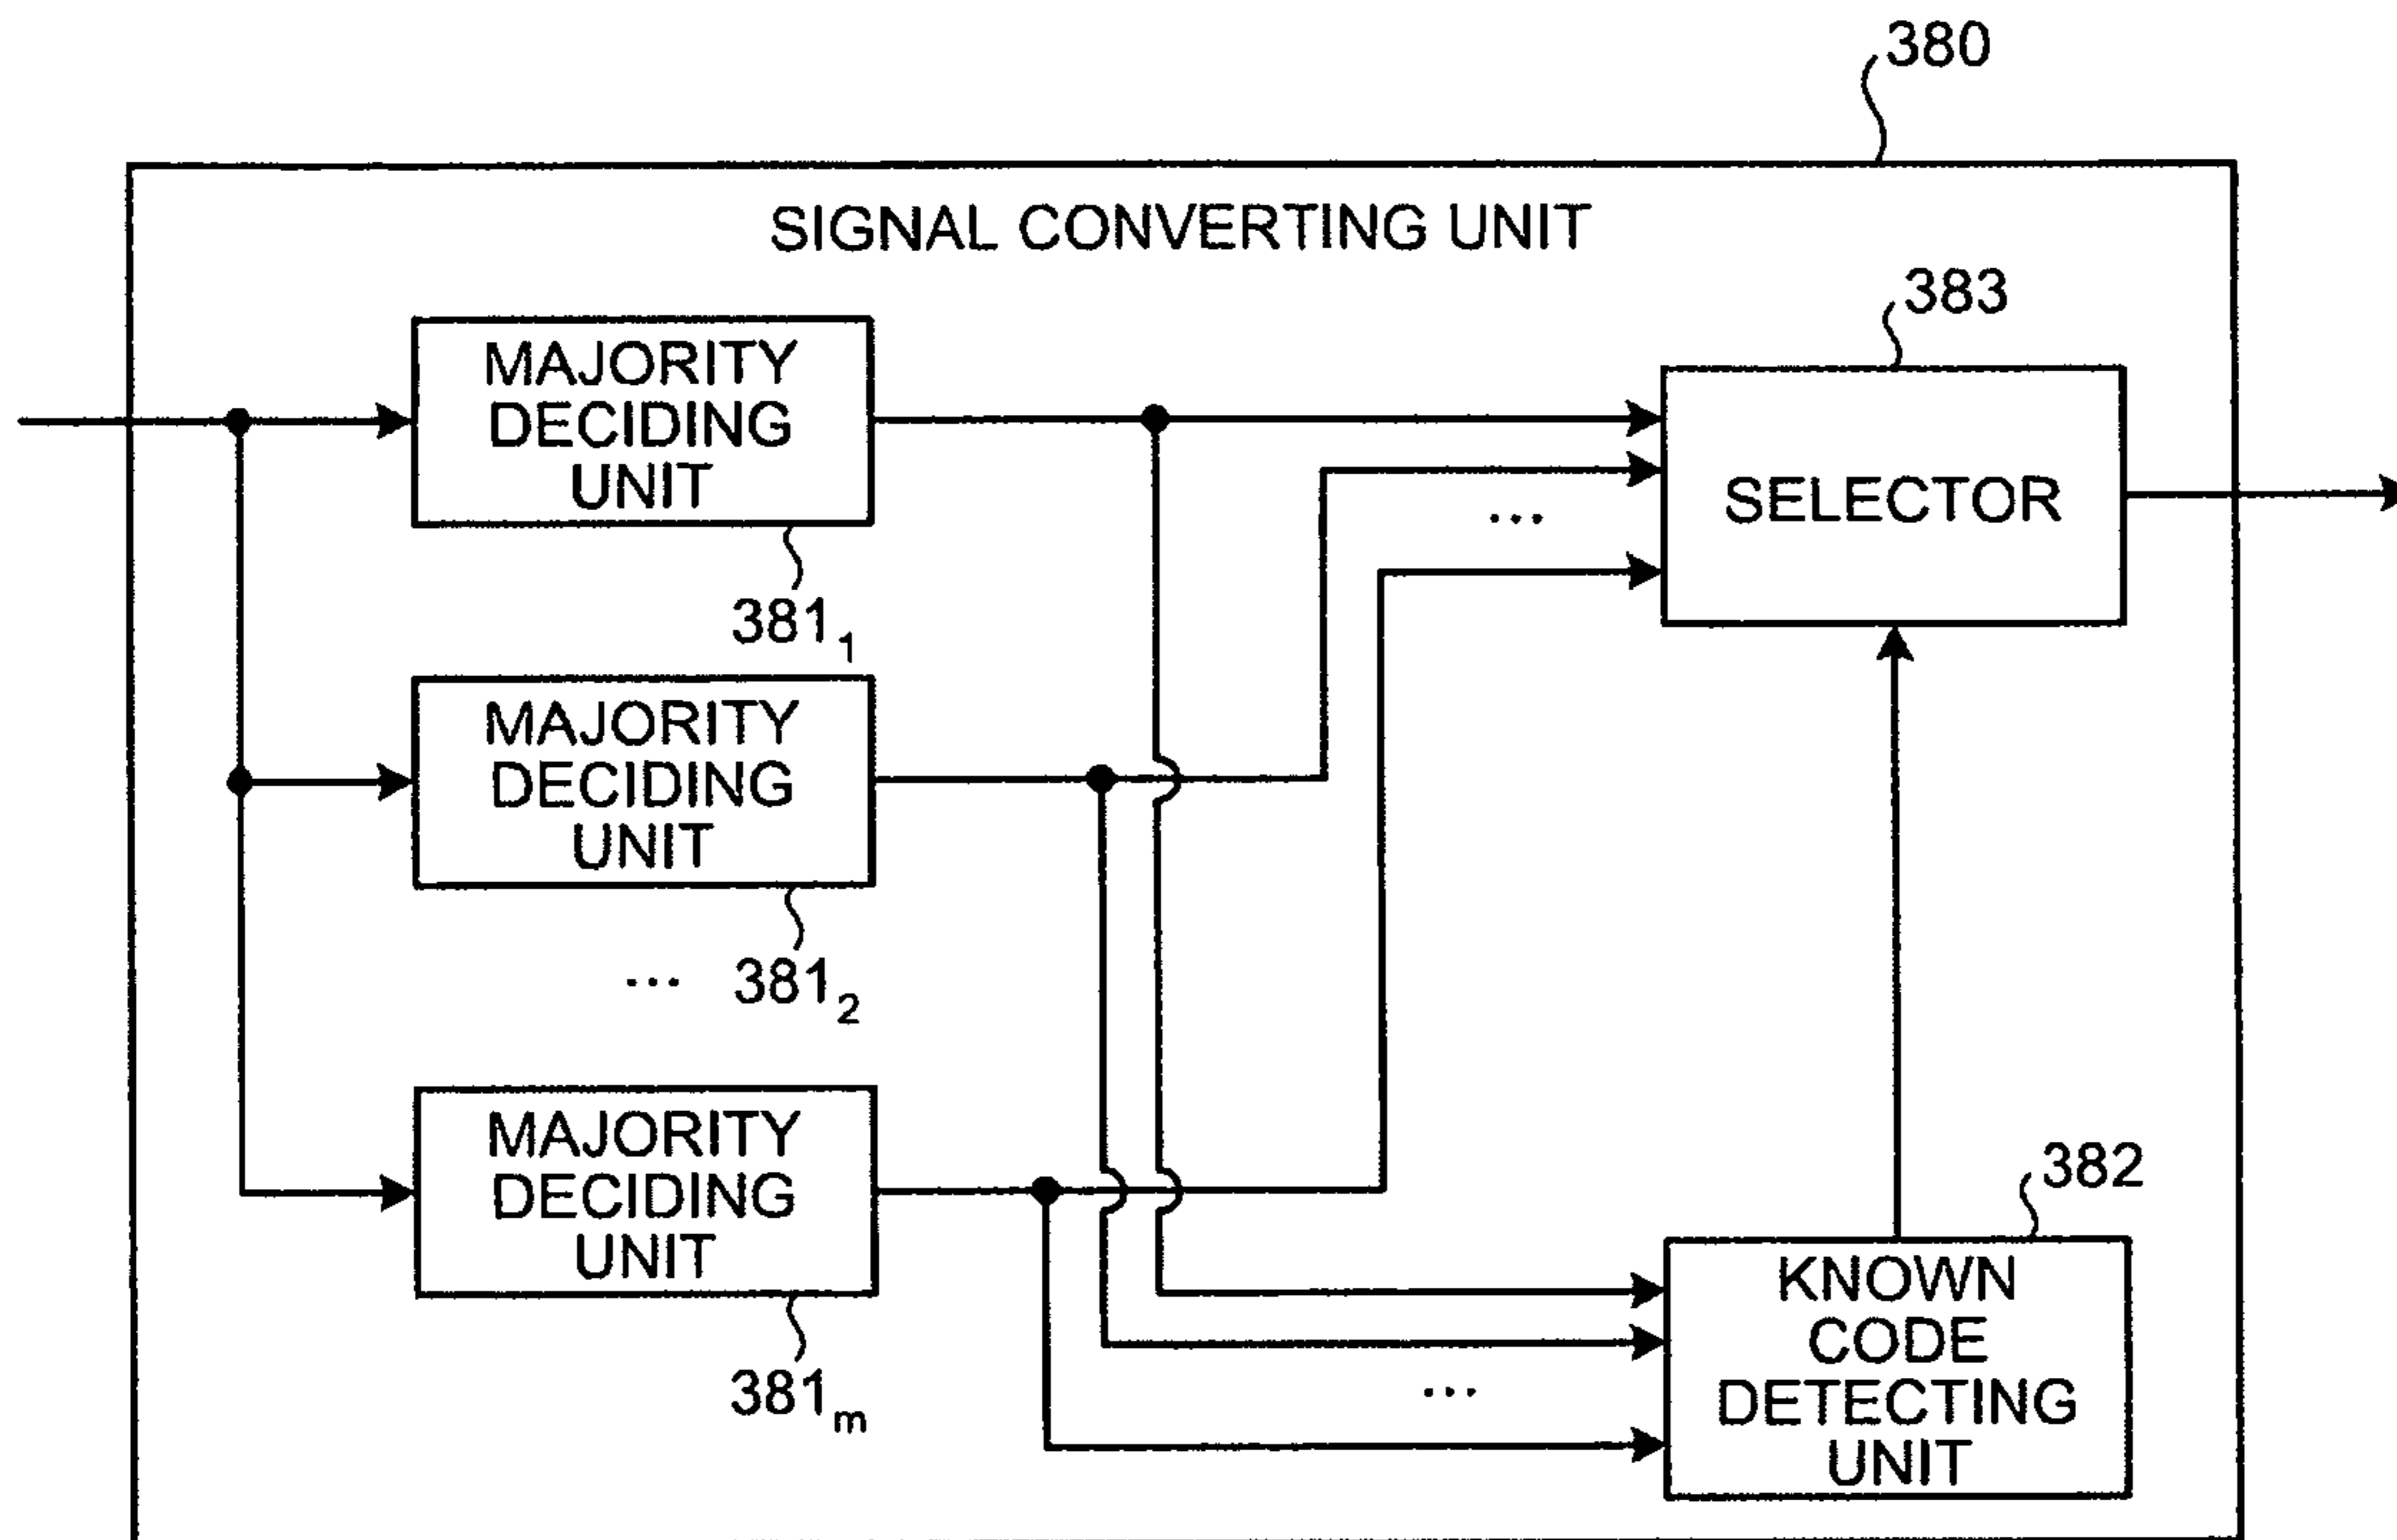 380
SIGNAL CONVERTING UNIT
383
MAJORITY
DECIDING
UNIT
SELECTOR
...
381₁
MAJORITY
DECIDING
UNIT
... 381₂
MAJORITY
DECIDING
UNIT
382
KNOWN
CODE
DETECTING
UNIT
...
381ₘ